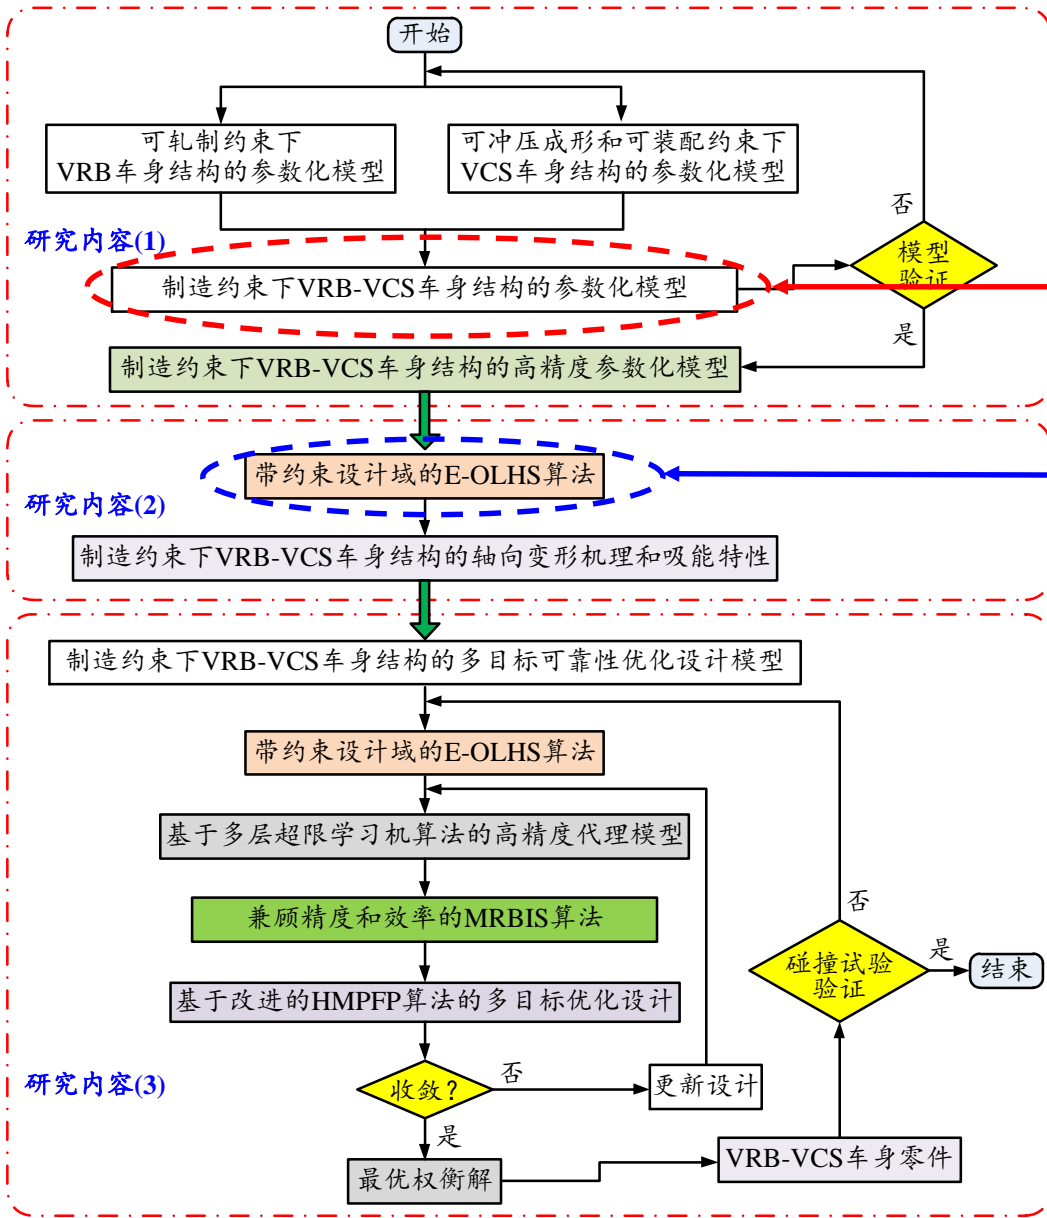 开始
可轧制约束下
VRB车身结构的参数化模型
可冲压成形和可装配约束下
VCS车身结构的参数化模型
否
研究内容(1)
模型
验证
制造约束下VRB-VCS车身结构的参数化模型
是
制造约束下VRB-VCS车身结构的高精度参数化模型
带约束设计域的E-OLHS算法
研究内容(2)
制造约束下VRB-VCS车身结构的轴向变形机理和吸能特性
制造约束下VRB-VCS车身结构的多目标可靠性优化设计模型
带约束设计域的E-OLHS算法
基于多层超限学习机算法的高精度代理模型
兼顾精度和效率的MRBIS算法
否
碰撞试验
验证
是
结束
基于改进的HMPFP算法的多目标优化设计
研究内容(3)
收敛？
否
更新设计
是
最优权衡解
VRB-VCS车身零件